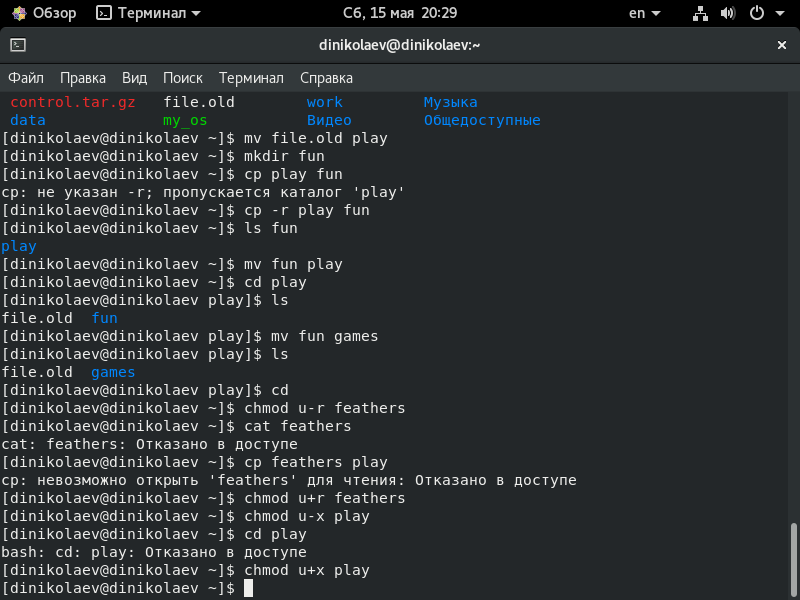 Обзор Терминал Сб, 15 мая 20:29 en
dinikolaev@dinikolaev:~
Файл Правка Вид Поиск Терминал Справка
control.tar.gz file.old work Музыка
data my_os Видео Общедоступные
[dinikolaev@dinikolaev ~]$ mv file.old play
[dinikolaev@dinikolaev ~]$ mkdir fun
[dinikolaev@dinikolaev ~]$ cp play fun
cp: не указан -r; пропускается каталог 'play'
[dinikolaev@dinikolaev ~]$ cp -r play fun
[dinikolaev@dinikolaev ~]$ ls fun
play
[dinikolaev@dinikolaev ~]$ mv fun play
[dinikolaev@dinikolaev ~]$ cd play
[dinikolaev@dinikolaev play]$ ls
file.old fun
[dinikolaev@dinikolaev play]$ mv fun games
[dinikolaev@dinikolaev play]$ ls
file.old games
[dinikolaev@dinikolaev play]$ cd
[dinikolaev@dinikolaev ~]$ chmod u-r feathers
[dinikolaev@dinikolaev ~]$ cat feathers
cat: feathers: Отказано в доступе
[dinikolaev@dinikolaev ~]$ cp feathers play
cp: невозможно открыть 'feathers' для чтения: Отказано в доступе
[dinikolaev@dinikolaev ~]$ chmod u+r feathers
[dinikolaev@dinikolaev ~]$ chmod u-x play
[dinikolaev@dinikolaev ~]$ cd play
bash: cd: play: Отказано в доступе
[dinikolaev@dinikolaev ~]$ chmod u+x play
[dinikolaev@dinikolaev ~]$